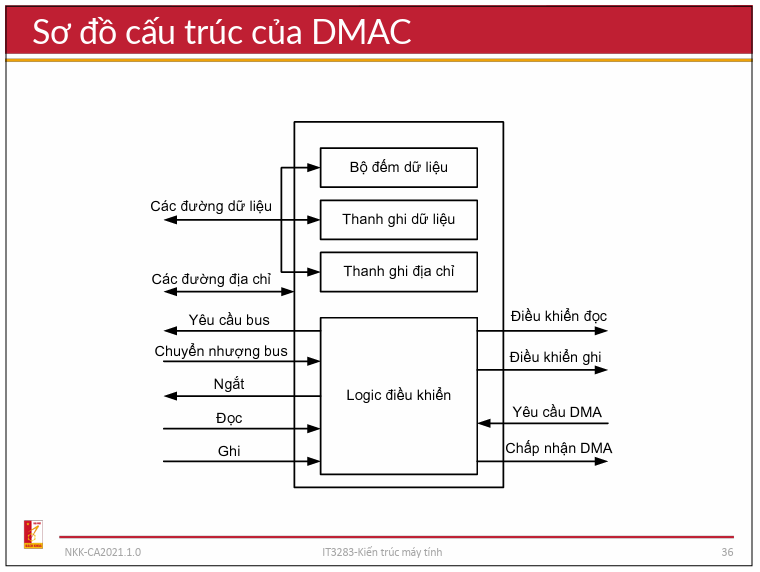 Sơ đồ cấu trúc của DMAC
Bộ đếm dữ liệu
Các đường dữ liệu
Thanh ghi dữ liệu
Thanh ghi địa chỉ
Các đường địa chỉ
Yêu cầu bus
Chuyển nhượng bus
Ngắt
Đọc
Ghi
Logic điều khiển
Điều khiển đọc
Điều khiển ghi
Yêu cầu DMA
Chấp nhận DMA
NKK-CA2021.1.0
IT3283-Kiến trúc máy tính
36